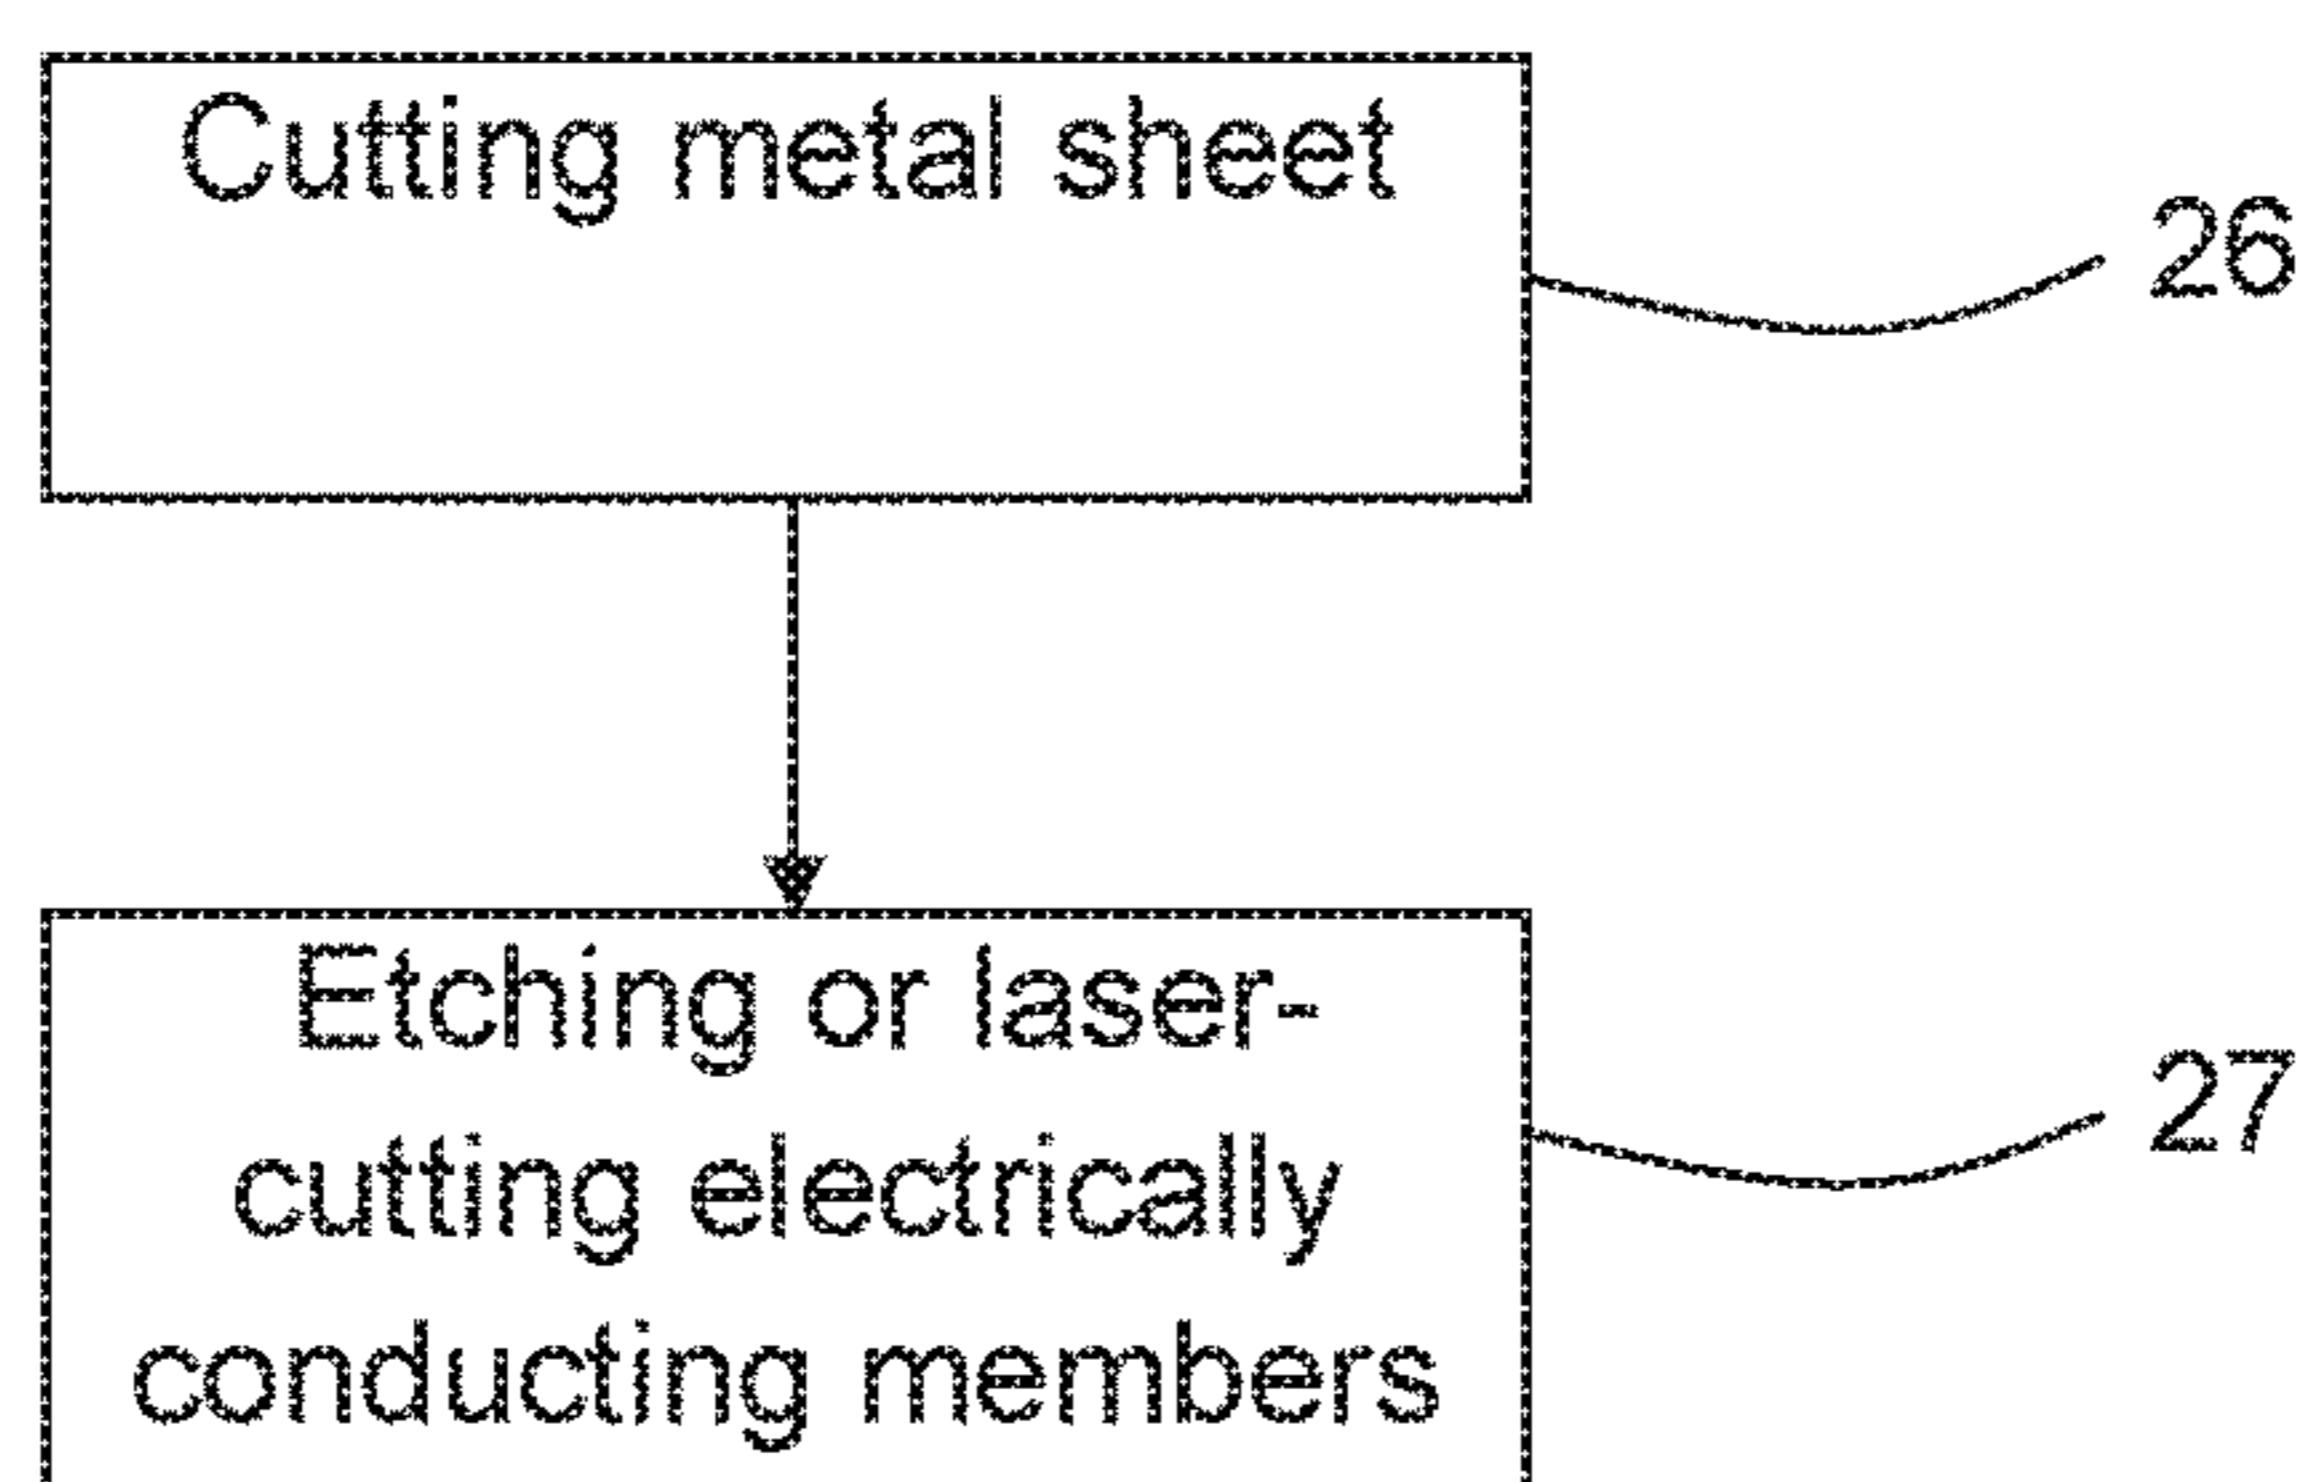 Cutting metal sheet
26
Etching or laser-
cutting electrically
conducting members
27